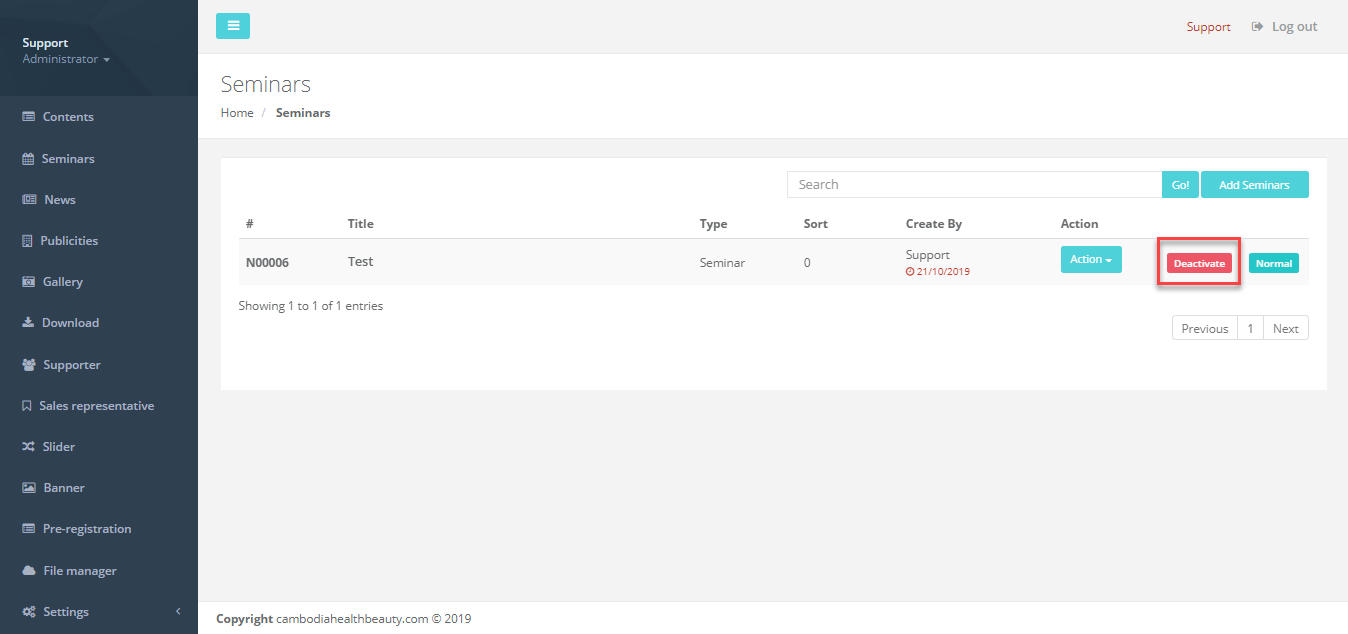 Support
Administrator
Contents
Seminars
News
Publicities
Gallery
Download
Supporter
Sales representative
Slider
Banner
Pre-registration
File manager
Settings
Support Log out
Seminars
Home / Seminars
Search Go! Add Seminars
# Title Type Sort Create By Action
N00006 Test Seminar 0 Support Action Deactivate Normal
21/10/2019
Showing 1 to 1 of 1 entries
Previous 1 Next
Copyright cambodiahealthbeauty.com © 2019